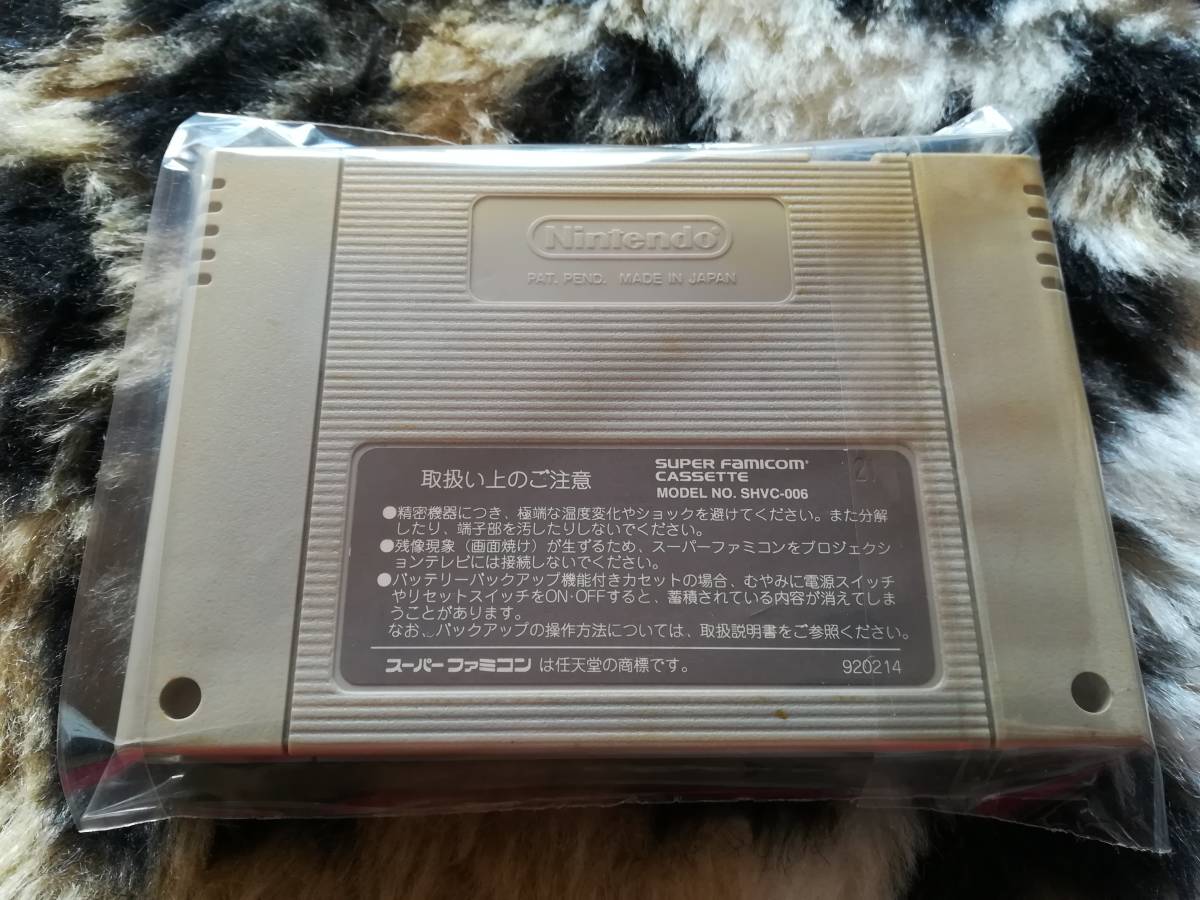 Nintendo®
PAT. PEND. MADE IN JAPAN
取扱い上のご注意
SUPER FAMICOM®
CASSETTE
MODEL NO. SHVC-006
21
●精密機器につき、極端な温度変化やショックを避けてください。また分解
したり、端子部を汚したりしないでください。
●残像現象(画面焼け)が生ずるため、スーパーファミコンをプロジェクシ
ョンテレビには接続しないでください。
●バッテリーバックアップ機能付きカセットの場合、むやみに電源スイッチ
やリセットスイッチをON·OFFすると、蓄積されている内容が消えてしま
うことがあります。
なお、バックアップの操作方法については、取扱説明書をご参照ください。
スーパーファミコン は任天堂の商標です。
920214